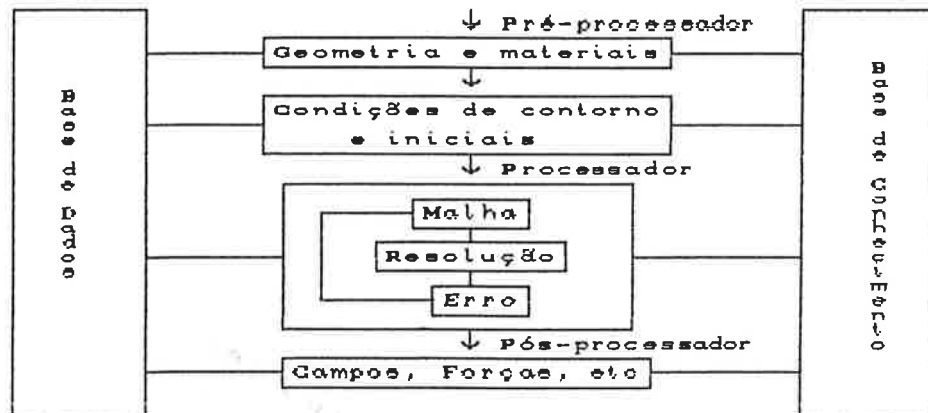 Pré-processador
Geometria e materiais
Condições de contorno
e iniciais
Processador
Malha
Resolução
Erro
Pós-processador
Campos, Forças, etc
Base de Dados
Base de Conhecimento